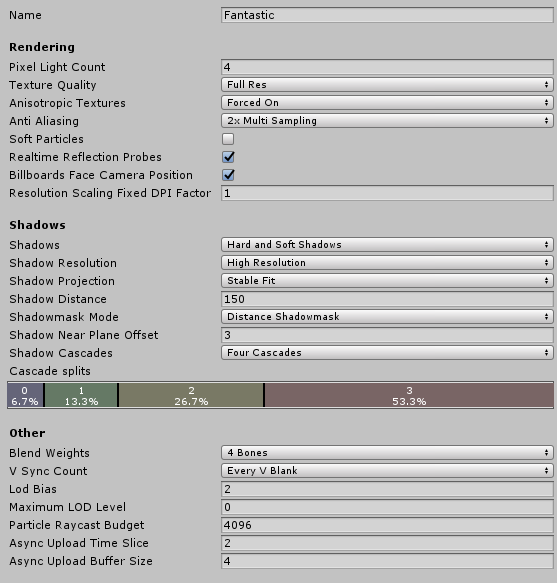 Name Fantastic
Rendering
Pixel Light Count 4
Texture Quality Full Res
Anisotropic Textures Forced On
Anti Aliasing 2x Multi Sampling
Soft Particles
Realtime Reflection Probes
Billboards Face Camera Position
Resolution Scaling Fixed DPI Factor 1
Shadows
Shadows Hard and Soft Shadows
Shadow Resolution High Resolution
Shadow Projection Stable Fit
Shadow Distance 150
Shadowmask Mode Distance Shadowmask
Shadow Near Plane Offset 3
Shadow Cascades Four Cascades
Cascade splits
0 1 2 3
6.7% 13.3% 26.7% 53.3%
Other
Blend Weights 4 Bones
V Sync Count Every V Blank
Lod Bias 2
Maximum LOD Level 0
Particle Raycast Budget 4096
Async Upload Time Slice 2
Async Upload Buffer Size 4